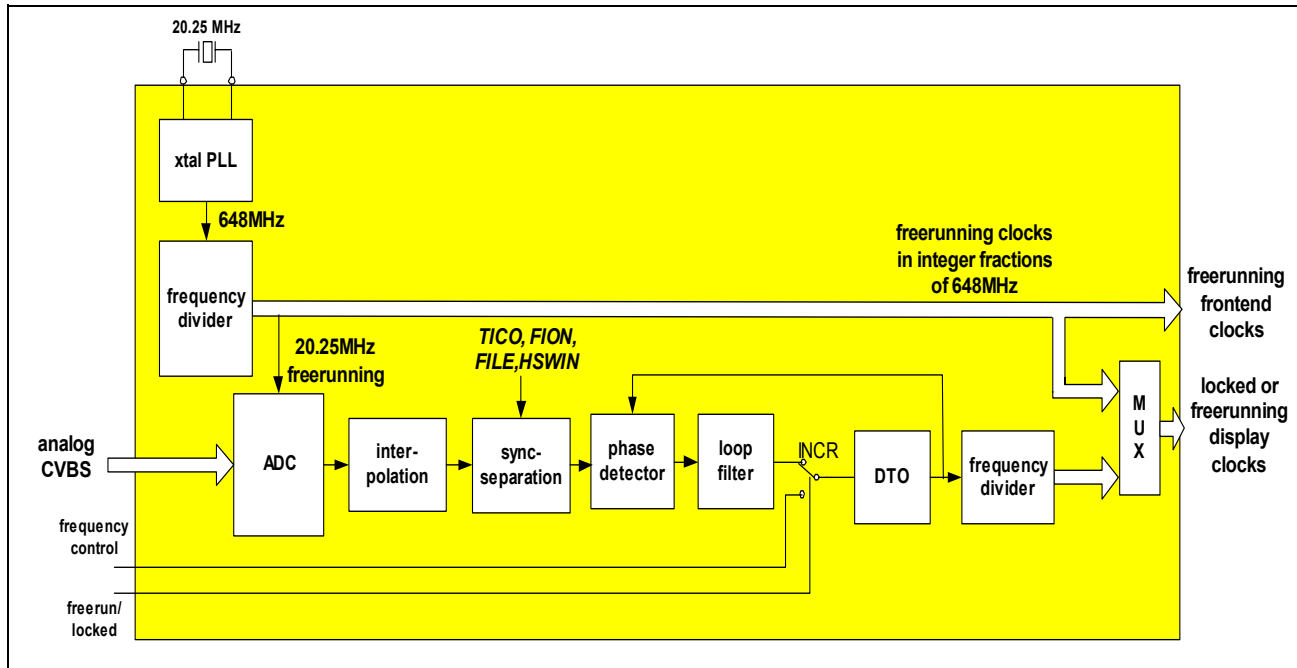 20.25 MHz
xtal PLL
648MHz
frequency
divider
freerunning clocks
in integer fractions
of 648MHz
freerunning
frontend
clocks
20.25MHz
freerunning
TICO, FION,
FILE,HSWIN
analog
CVBS
ADC
inter-
polation
sync-
separation
phase
detector
loop
filter
INCR
DTO
frequency
divider
M
U
X
locked or
freerunning
display
clocks
frequency
control
freerun/
locked